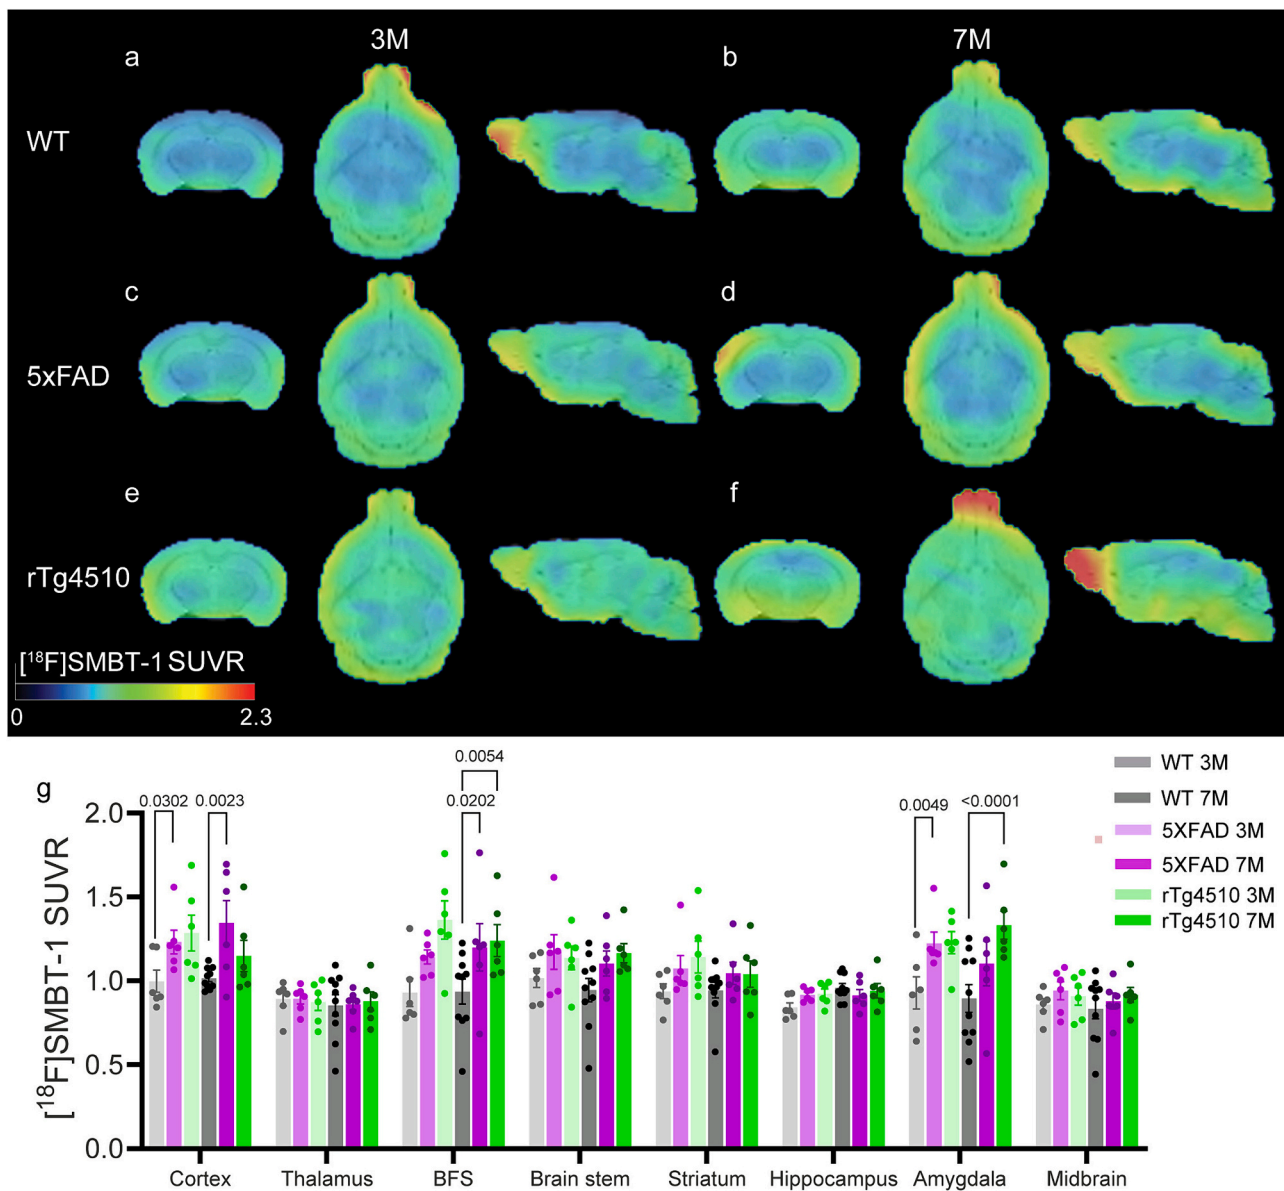 3M
7M
a
b
WT
c
d
5xFAD
e
f
rTg4510
[¹⁸F]SMBT-1 SUVR
0
2.3
g
WT 3M
WT 7M
5XFAD 3M
5XFAD 7M
rTg4510 3M
rTg4510 7M
[¹⁸F]SMBT-1 SUVR
2.0
1.5
1.0
0.5
0.0
0.0302
0.0023
0.0054
0.0202
0.0049
<0.0001
Cortex
Thalamus
BFS
Brain stem
Striatum
Hippocampus
Amygdala
Midbrain